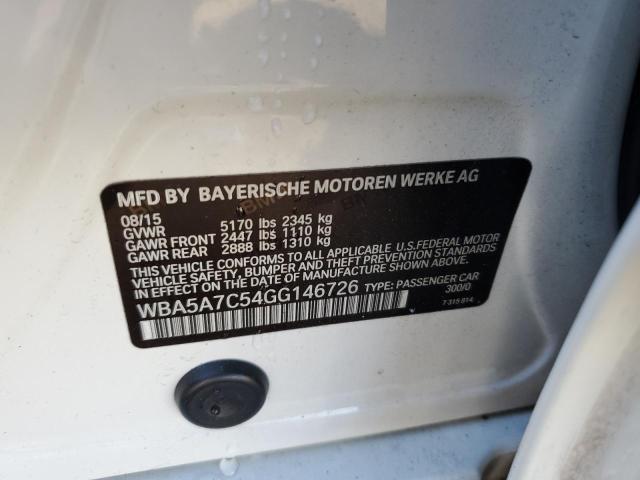 MFD BY BAYERISCHE MOTOREN WERKE AG
08/15
GVWR 5170 lbs 2345 kg
GAWR FRONT 2447 lbs 1110 kg
GAWR REAR 2888 lbs 1310 kg
THIS VEHICLE CONFORMS TO ALL APPLICABLE U.S.FEDERAL MOTOR
VEHICLE SAFETY, BUMPER AND THEFT PREVENTION STANDARDS
IN EFFECT ON THE DATE OF MANUFACTURE SHOWN ABOVE.
WBA5A7C54GG146726 TYPE: PASSENGER CAR
300/0
7 315 814